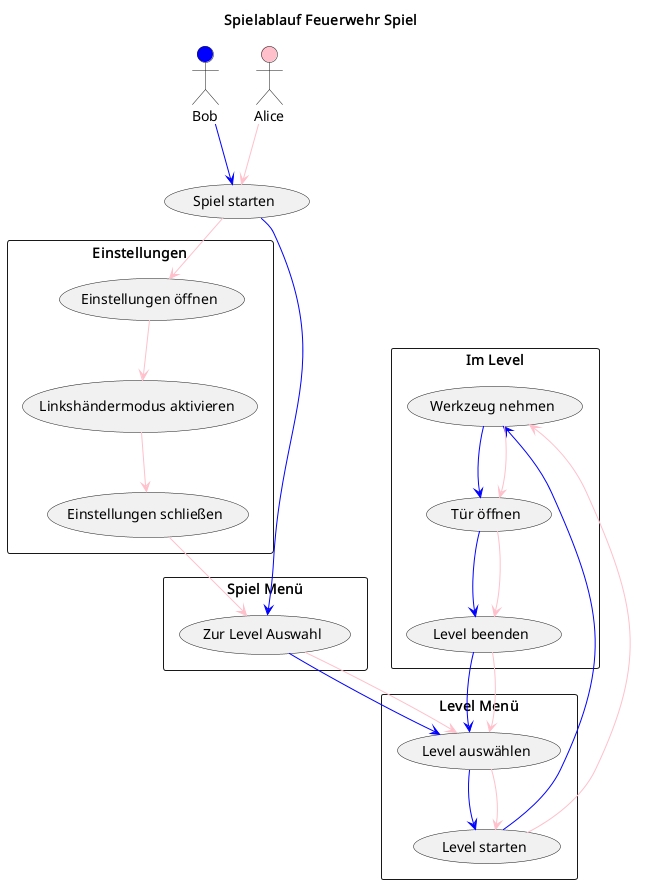 Spielablauf Feuerwehr Spiel
Bob
Alice
Spiel starten
Einstellungen
Einstellungen öffnen
Linkshändermodus aktivieren
Einstellungen schließen
Spiel Menü
Zur Level Auswahl
Im Level
Werkzeug nehmen
Tür öffnen
Level beenden
Level Menü
Level auswählen
Level starten